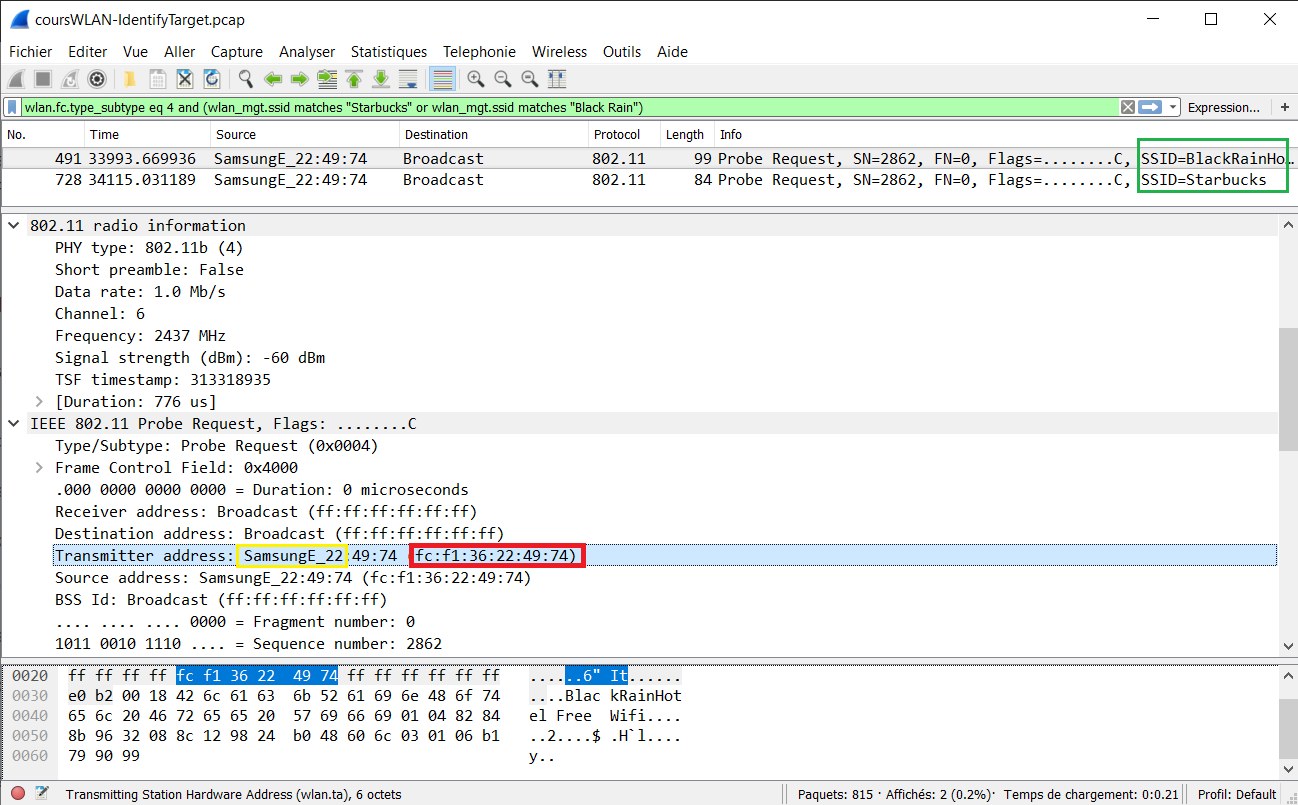 coursWLAN-IdentifyTarget.pcap
Fichier Editer Vue Aller Capture Analyser Statistiques Telephonie Wireless Outils Aide
wlan.fc.type_subtype eq 4 and (wlan_mgt.ssid matches "Starbucks" or wlan_mgt.ssid matches "Black Rain") Expression... +
No. Time Source Destination Protocol Length Info
491 33993.669936 SamsungE_22:49:74 Broadcast 802.11 99 Probe Request, SN=2862, FN=0, Flags=........C, SSID=BlackRainHo…
728 34115.031189 SamsungE_22:49:74 Broadcast 802.11 84 Probe Request, SN=2862, FN=0, Flags=........C, SSID=Starbucks
802.11 radio information
PHY type: 802.11b (4)
Short preamble: False
Data rate: 1.0 Mb/s
Channel: 6
Frequency: 2437 MHz
Signal strength (dBm): -60 dBm
TSF timestamp: 313318935
[Duration: 776 us]
IEEE 802.11 Probe Request, Flags: ........C
Type/Subtype: Probe Request (0x0004)
Frame Control Field: 0x4000
.000 0000 0000 0000 = Duration: 0 microseconds
Receiver address: Broadcast (ff:ff:ff:ff:ff:ff)
Destination address: Broadcast (ff:ff:ff:ff:ff:ff)
Transmitter address: SamsungE_22:49:74 (fc:f1:36:22:49:74)
Source address: SamsungE_22:49:74 (fc:f1:36:22:49:74)
BSS Id: Broadcast (ff:ff:ff:ff:ff:ff)
.... .... .... 0000 = Fragment number: 0
1011 0010 1110 .... = Sequence number: 2862
0020 ff ff ff ff fc f1 36 22 49 74 ff ff ff ff ff ff ......6" It......
0030 e0 b2 00 18 42 6c 61 63 6b 52 61 69 6e 48 6f 74 ....Blac kRainHot
0040 65 6c 20 46 72 65 65 20 57 69 66 69 01 04 82 84 el Free Wifi....
0050 8b 96 32 08 8c 12 98 24 b0 48 60 6c 03 01 06 b1 ..2....$ .H`l....
0060 79 90 99 y..
Transmitting Station Hardware Address (wlan.ta), 6 octets Paquets: 815 · Affichés: 2 (0.2%) · Temps de chargement: 0:0.21 Profil: Default